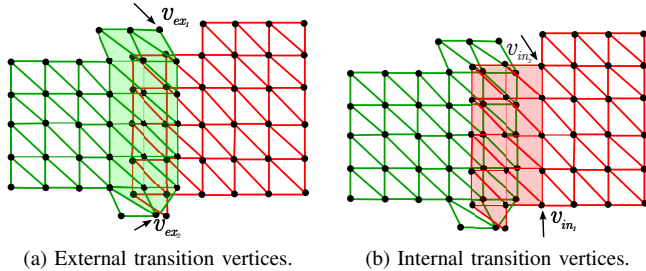 v_{ex_1}
v_{in_2}
v_{ex_2}
v_{in_1}
(a) External transition vertices.
(b) Internal transition vertices.